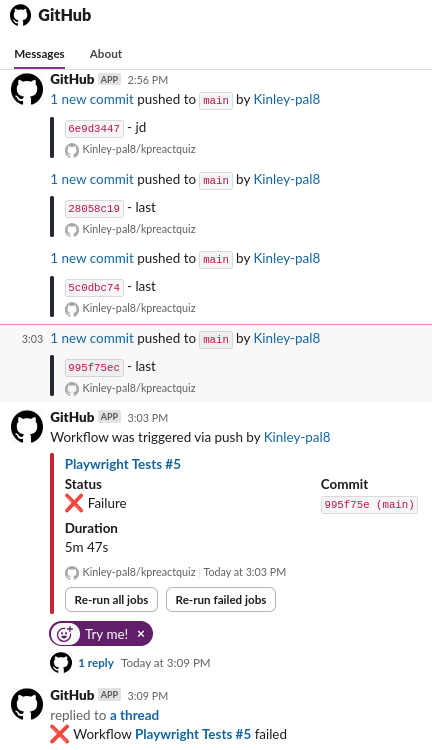 GitHub
Messages About
GitHub APP 2:56 PM
1 new commit pushed to main by Kinley-pal8
6e9d3447 - jd
Kinley-pal8/kpreactquiz
1 new commit pushed to main by Kinley-pal8
28058c19 - last
Kinley-pal8/kpreactquiz
1 new commit pushed to main by Kinley-pal8
5c0dbc74 - last
Kinley-pal8/kpreactquiz
3:03 1 new commit pushed to main by Kinley-pal8
995f75ec - last
Kinley-pal8/kpreactquiz
GitHub APP 3:03 PM
Workflow was triggered via push by Kinley-pal8
Playwright Tests #5
Status Commit
❌ Failure 995f75e (main)
Duration
5m 47s
Kinley-pal8/kpreactquiz | Today at 3:03 PM
Re-run all jobs Re-run failed jobs
Try me! ×
1 reply Today at 3:09 PM
GitHub APP 3:09 PM
replied to a thread
❌ Workflow Playwright Tests #5 failed